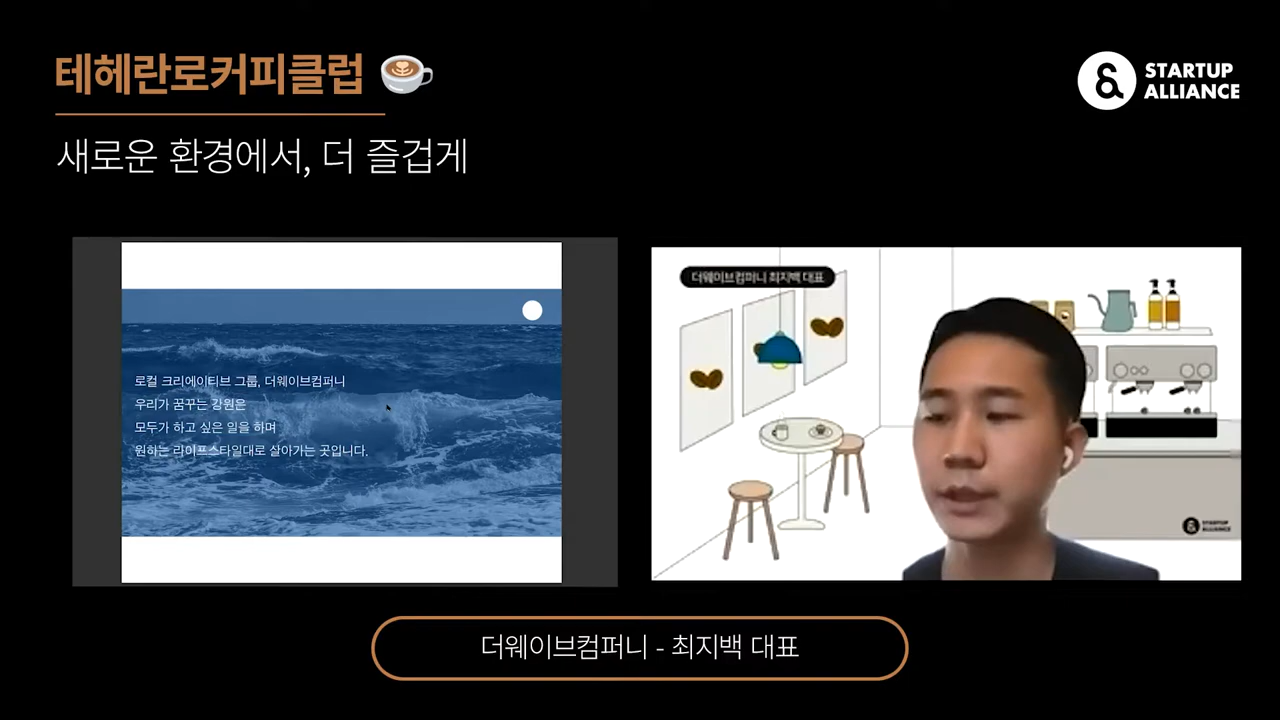 테헤란로커피클럽
STARTUP
ALLIANCE
새로운 환경에서, 더 즐겁게
로컬 크리에이티브 그룹, 더웨이브컴퍼니
우리가 꿈꾸는 강원은
모두가 하고 싶은 일을 하며
원하는 라이프스타일대로 살아가는 곳입니다.
더웨이브컴퍼니 최지백 대표
STARTUP
ALLIANCE
더웨이브컴퍼니 - 최지백 대표